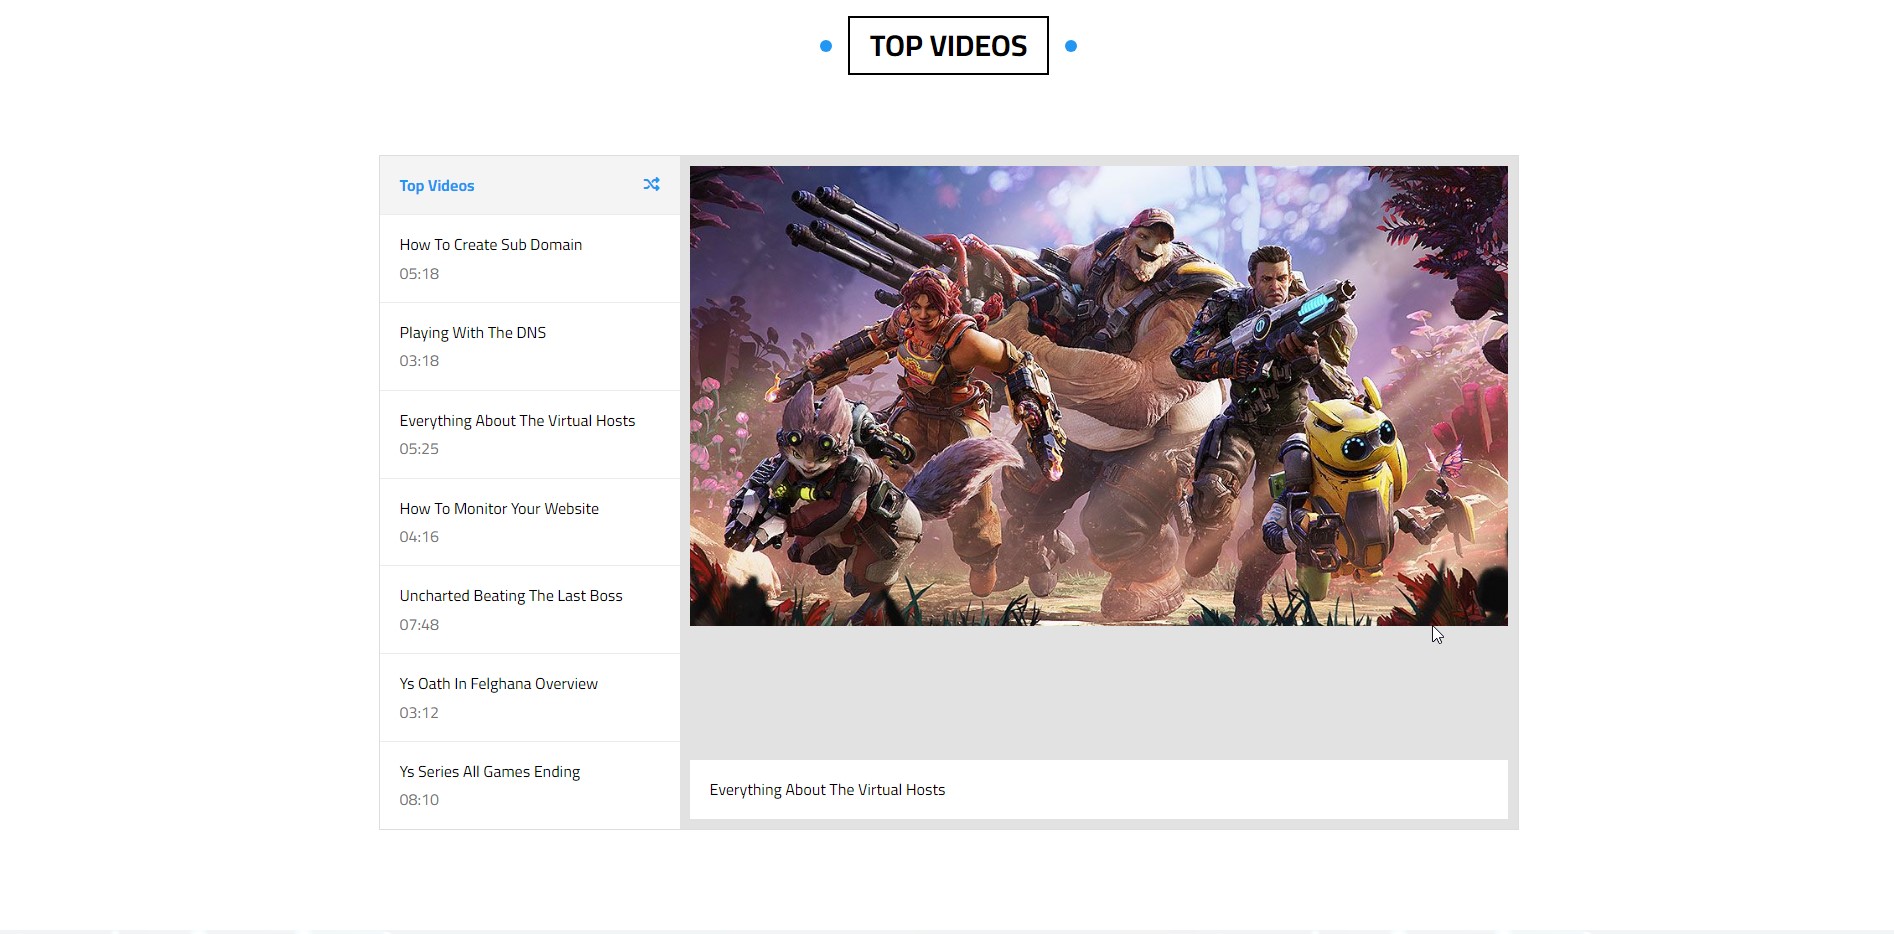 TOP VIDEOS
Top Videos
How To Create Sub Domain
05:18
Playing With The DNS
03:18
Everything About The Virtual Hosts
05:25
How To Monitor Your Website
04:16
Uncharted Beating The Last Boss
07:48
Ys Oath In Felghana Overview
03:12
Ys Series All Games Ending
08:10
Everything About The Virtual Hosts